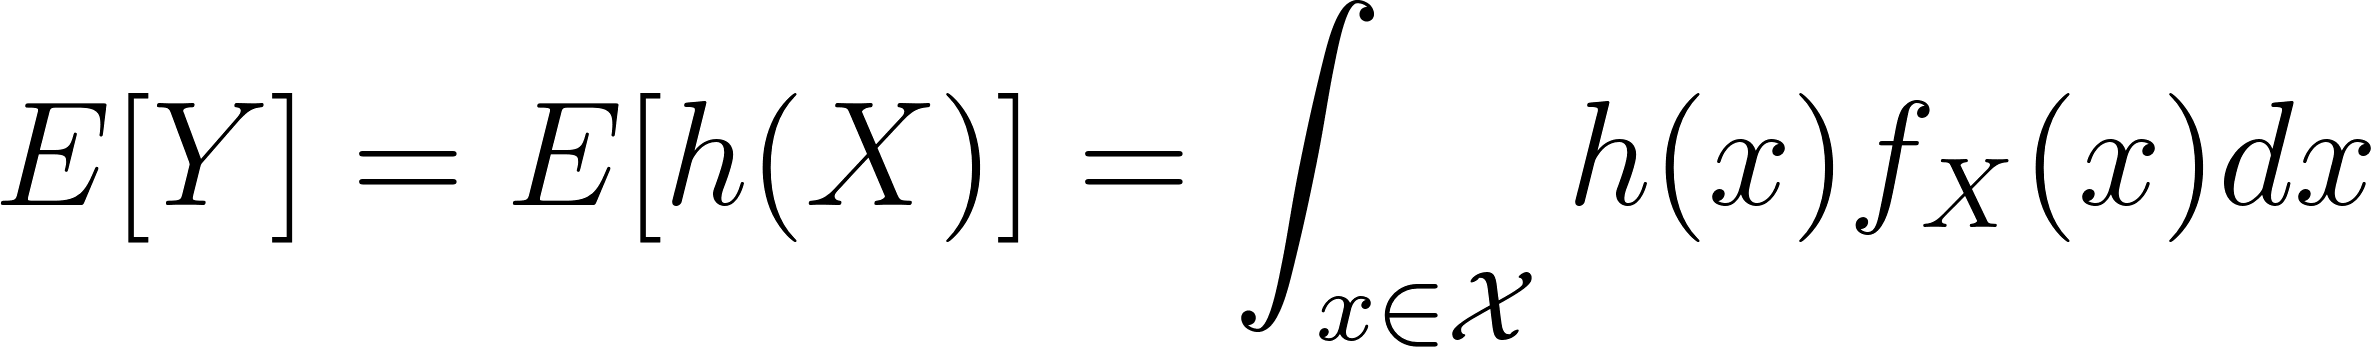 E[Y] = E[h(X)] = ∫_{x∈𝒳} h(x)f_X(x)dx